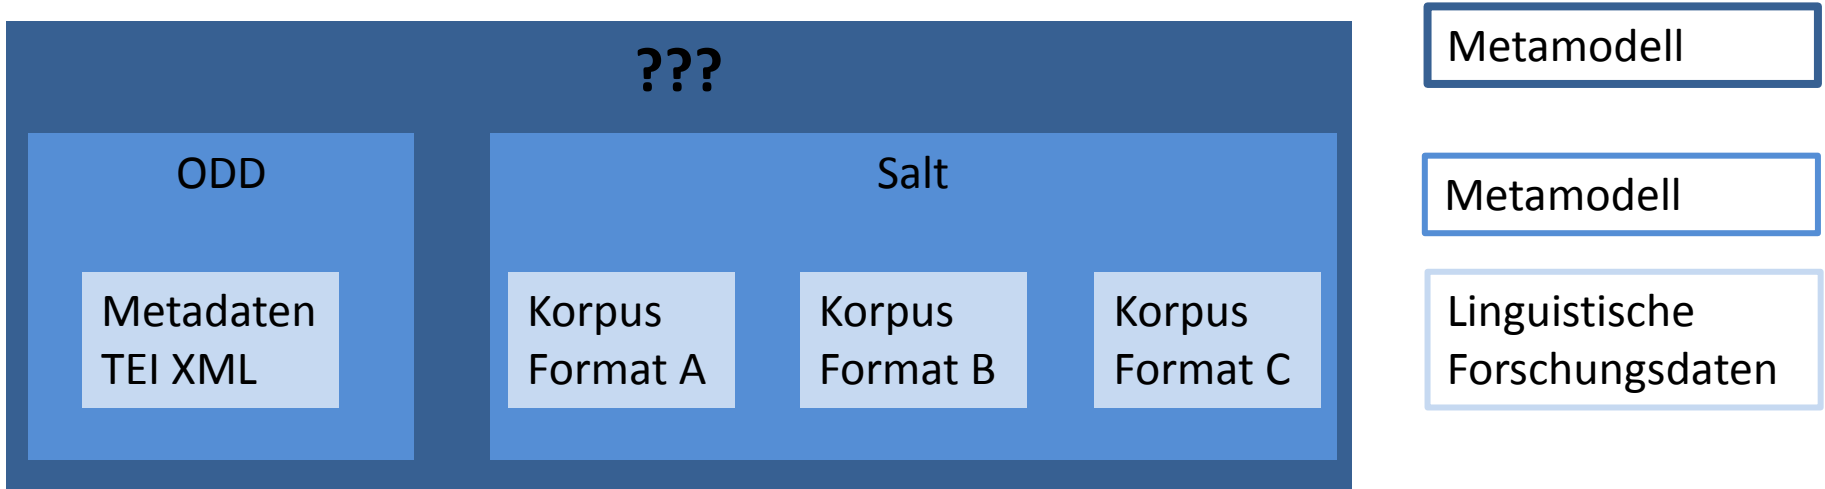 ???
ODD
Salt
Metadaten
TEI XML
Korpus
Format A
Korpus
Format B
Korpus
Format C
Metamodell
Metamodell
Linguistische
Forschungsdaten